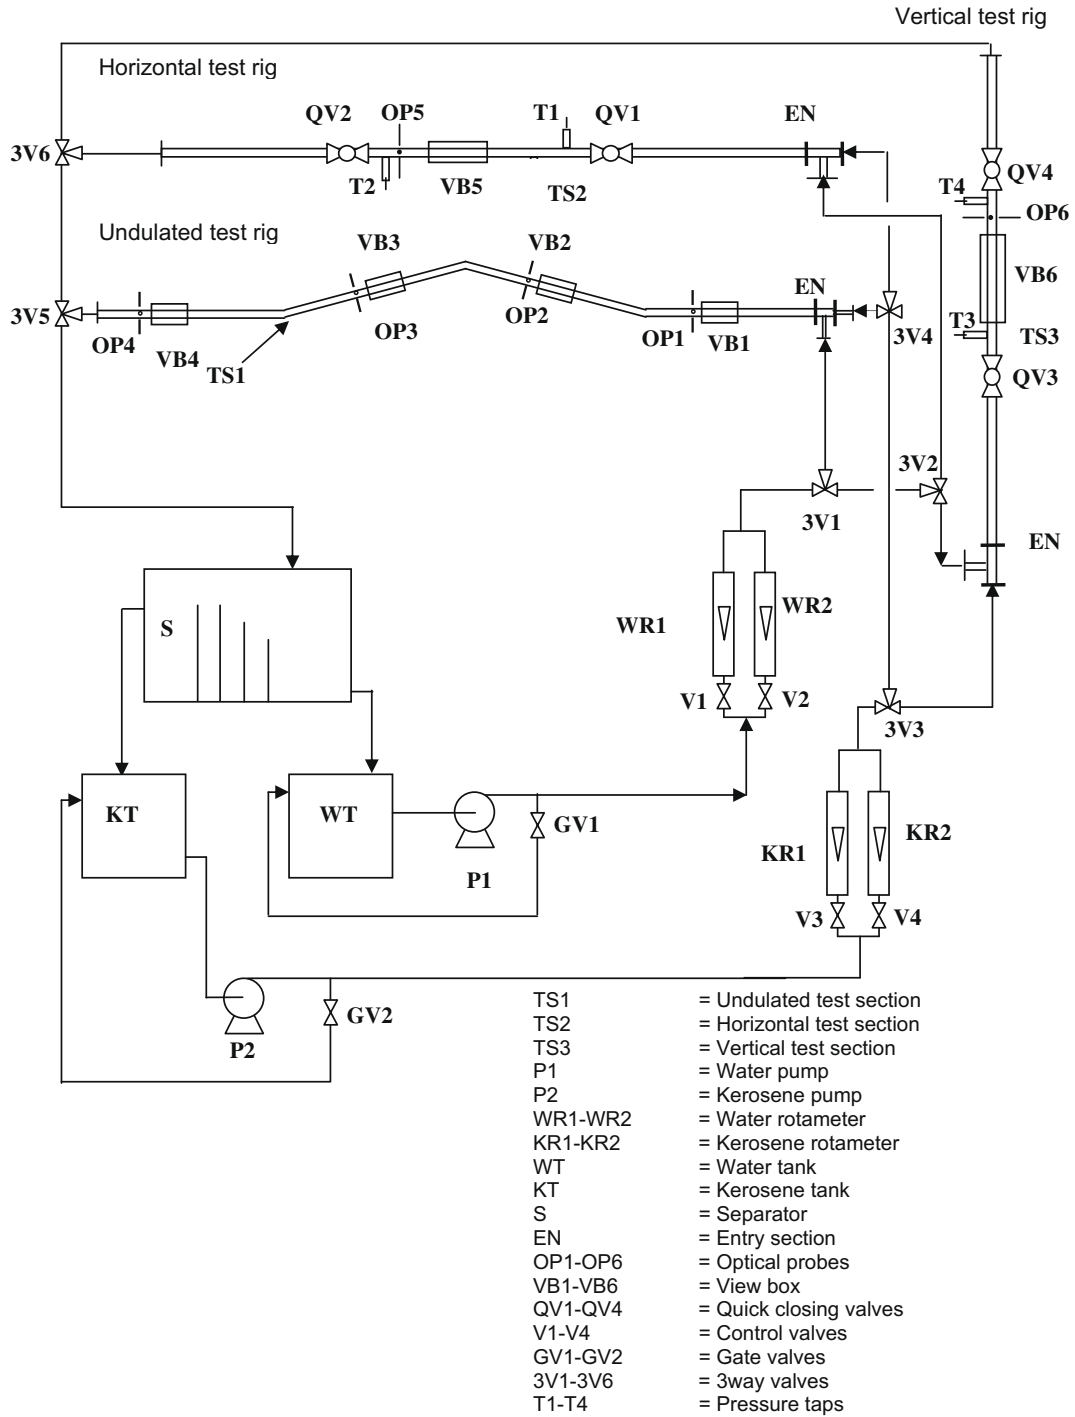 Vertical test rig
Horizontal test rig
QV2 OP5 T1 QV1 EN
3V6
T2 VB5 TS2
QV4
T4
OP6
Undulated test rig
VB3 VB2
VB6
EN
3V5
OP4 VB4 TS1 OP3 OP2 OP1 VB1 3V4
T3
TS3
QV3
3V2
3V1
EN
S
WR1 WR2
V1 V2
3V3
KT WT GV1
P1
KR1 KR2
V3 V4
GV2
P2
TS1 = Undulated test section
TS2 = Horizontal test section
TS3 = Vertical test section
P1 = Water pump
P2 = Kerosene pump
WR1-WR2 = Water rotameter
KR1-KR2 = Kerosene rotameter
WT = Water tank
KT = Kerosene tank
S = Separator
EN = Entry section
OP1-OP6 = Optical probes
VB1-VB6 = View box
QV1-QV4 = Quick closing valves
V1-V4 = Control valves
GV1-GV2 = Gate valves
3V1-3V6 = 3way valves
T1-T4 = Pressure taps